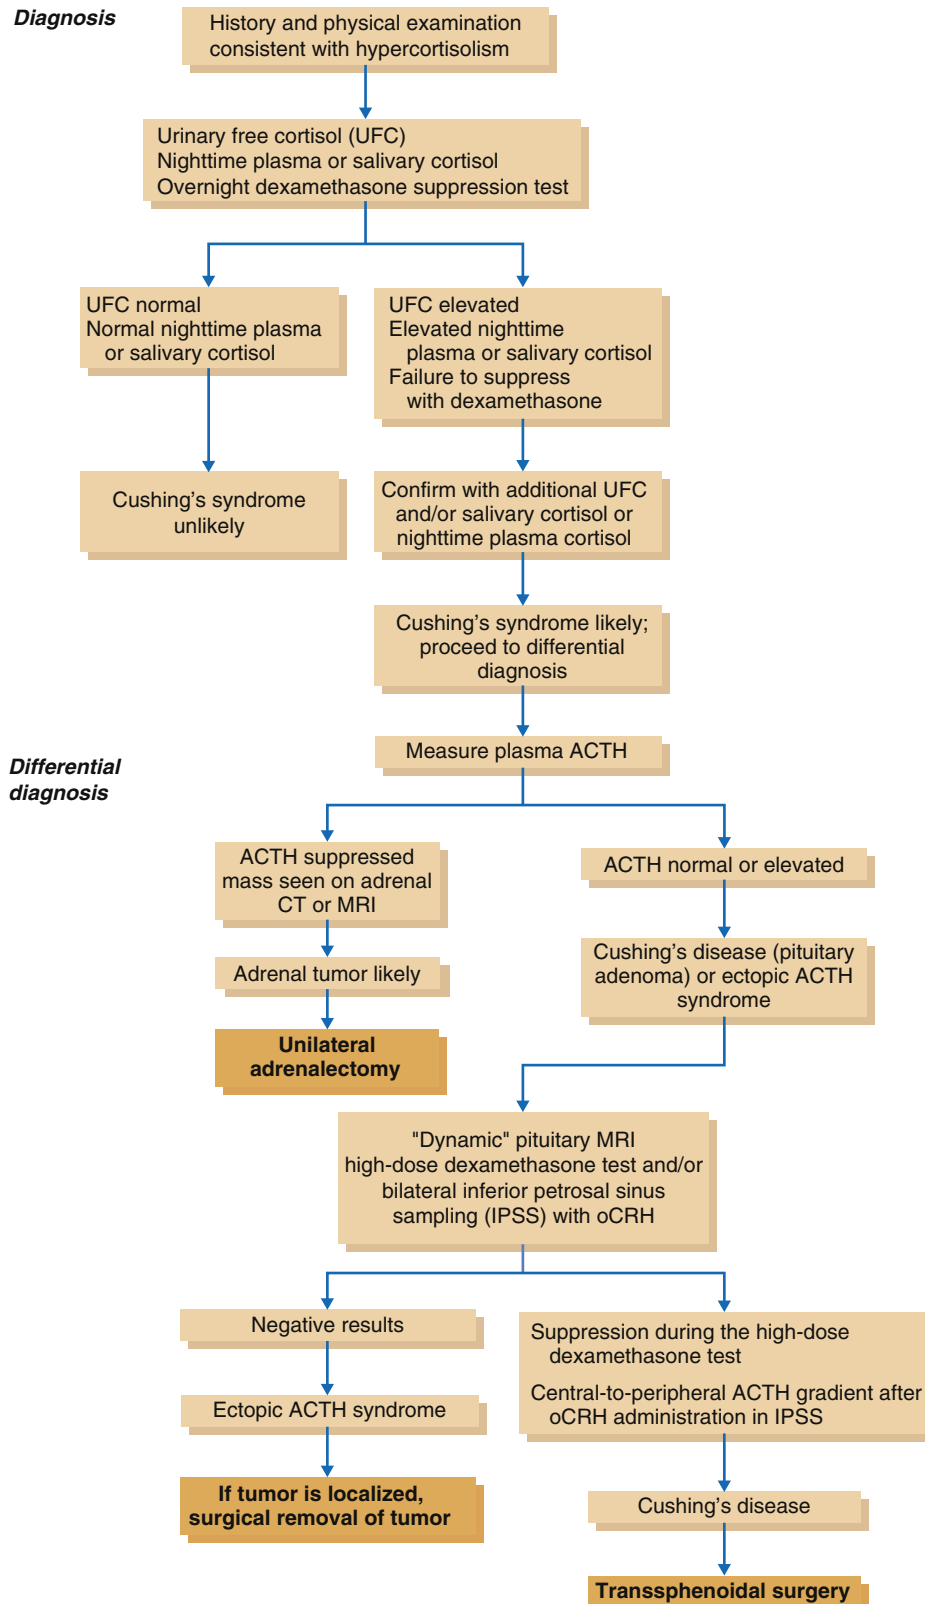 Diagnosis
History and physical examination
consistent with hypercortisolism
Urinary free cortisol (UFC)
Nighttime plasma or salivary cortisol
Overnight dexamethasone suppression test
UFC normal
Normal nighttime plasma
or salivary cortisol
UFC elevated
Elevated nighttime
plasma or salivary cortisol
Failure to suppress
with dexamethasone
Cushing’s syndrome
unlikely
Confirm with additional UFC
and/or salivary cortisol or
nighttime plasma cortisol
Cushing’s syndrome likely;
proceed to differential
diagnosis
Measure plasma ACTH
Differential
diagnosis
ACTH suppressed
mass seen on adrenal
CT or MRI
ACTH normal or elevated
Adrenal tumor likely
Cushing’s disease (pituitary
adenoma) or ectopic ACTH
syndrome
Unilateral
adrenalectomy
"Dynamic" pituitary MRI
high-dose dexamethasone test and/or
bilateral inferior petrosal sinus
sampling (IPSS) with oCRH
Negative results
Suppression during the high-dose
dexamethasone test
Central-to-peripheral ACTH gradient after
oCRH administration in IPSS
Ectopic ACTH syndrome
If tumor is localized,
surgical removal of tumor
Cushing’s disease
Transsphenoidal surgery